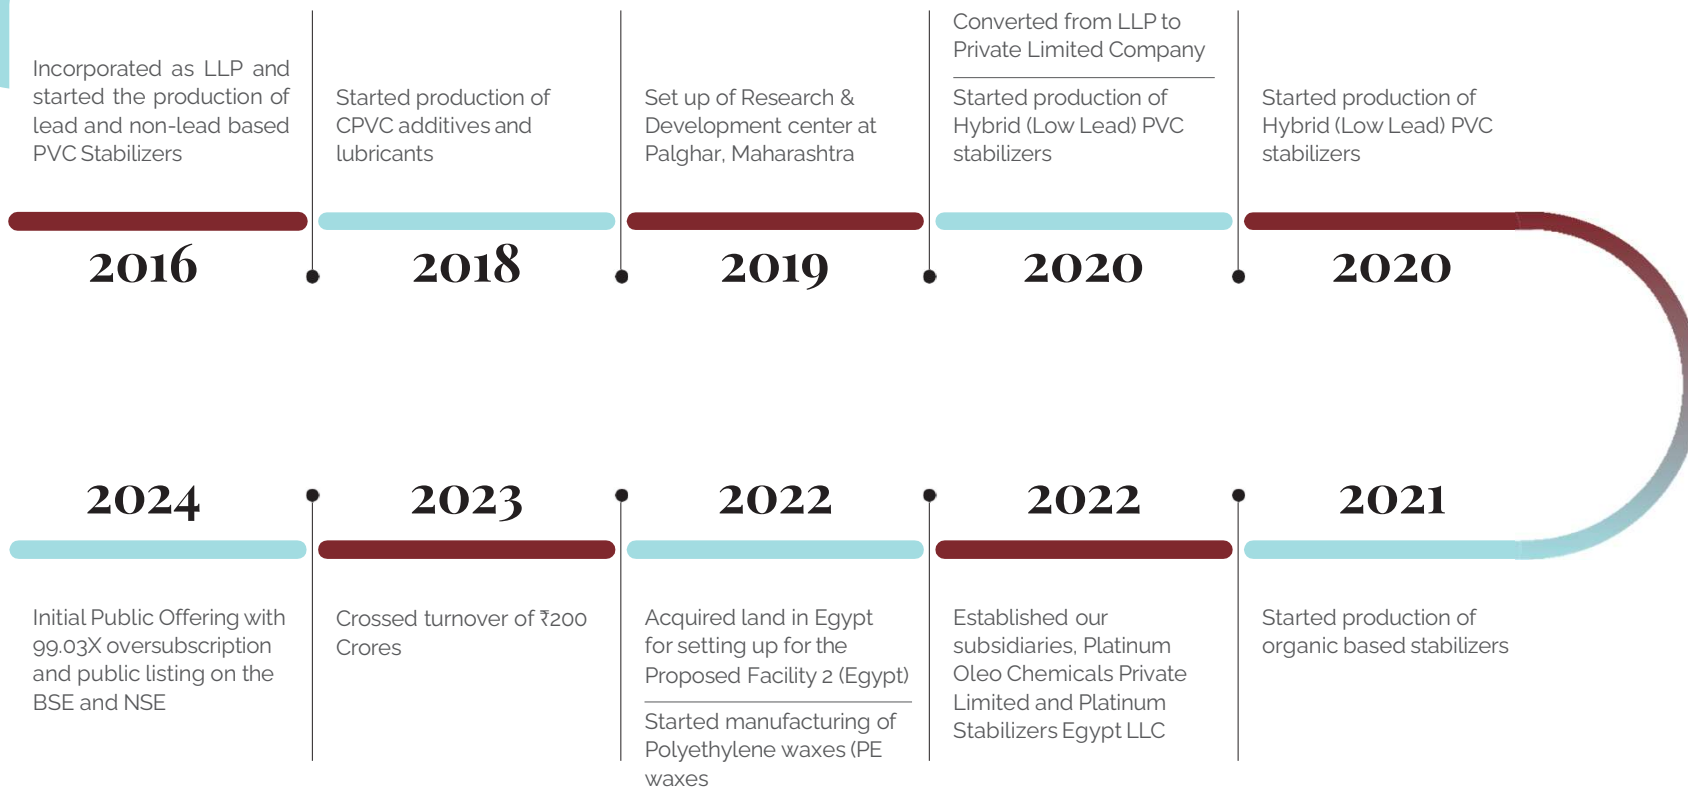 Incorporated as LLP and
started the production of
lead and non-lead based
PVC Stabilizers
2016
Started production of
CPVC additives and
lubricants
2018
Set up of Research &
Development center at
Palghar, Maharashtra
2019
Converted from LLP to
Private Limited Company
Started production of
Hybrid (Low Lead) PVC
stabilizers
2020
Started production of
Hybrid (Low Lead) PVC
stabilizers
2020
2021
Started production of
organic based stabilizers
2022
Established our
subsidiaries, Platinum
Oleo Chemicals Private
Limited and Platinum
Stabilizers Egypt LLC
2022
Acquired land in Egypt
for setting up for the
Proposed Facility 2 (Egypt)
Started manufacturing of
Polyethylene waxes (PE
waxes
2023
Crossed turnover of ₹200
Crores
2024
Initial Public Offering with
99.03X oversubscription
and public listing on the
BSE and NSE